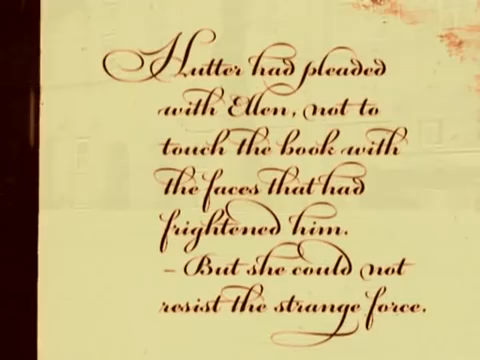 Hutter had pleaded
with Ellen, not to
touch the book with
the faces that had
frightened him.
- But she could not
resist the strange force.